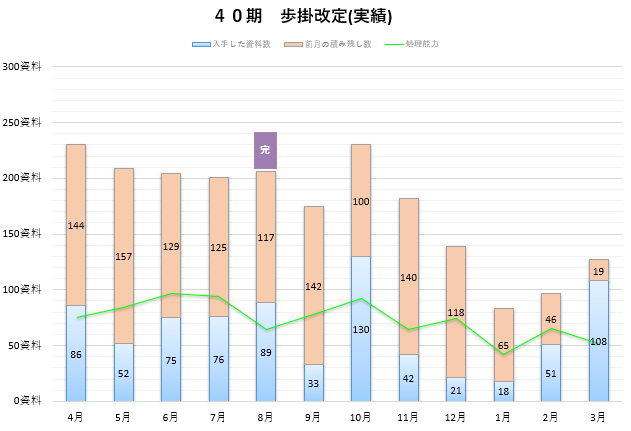 ４０期　歩掛改定(実績)
入手した資料数 前月の積み残し数 処理能力
300資料
250資料
完
200資料
144 157 129 125 117 142 100 140 118 65 46 19
150資料
100資料
50資料
86 52 75 76 89 33 130 42 21 18 51 108
0資料
4月 5月 6月 7月 8月 9月 10月 11月 12月 1月 2月 3月